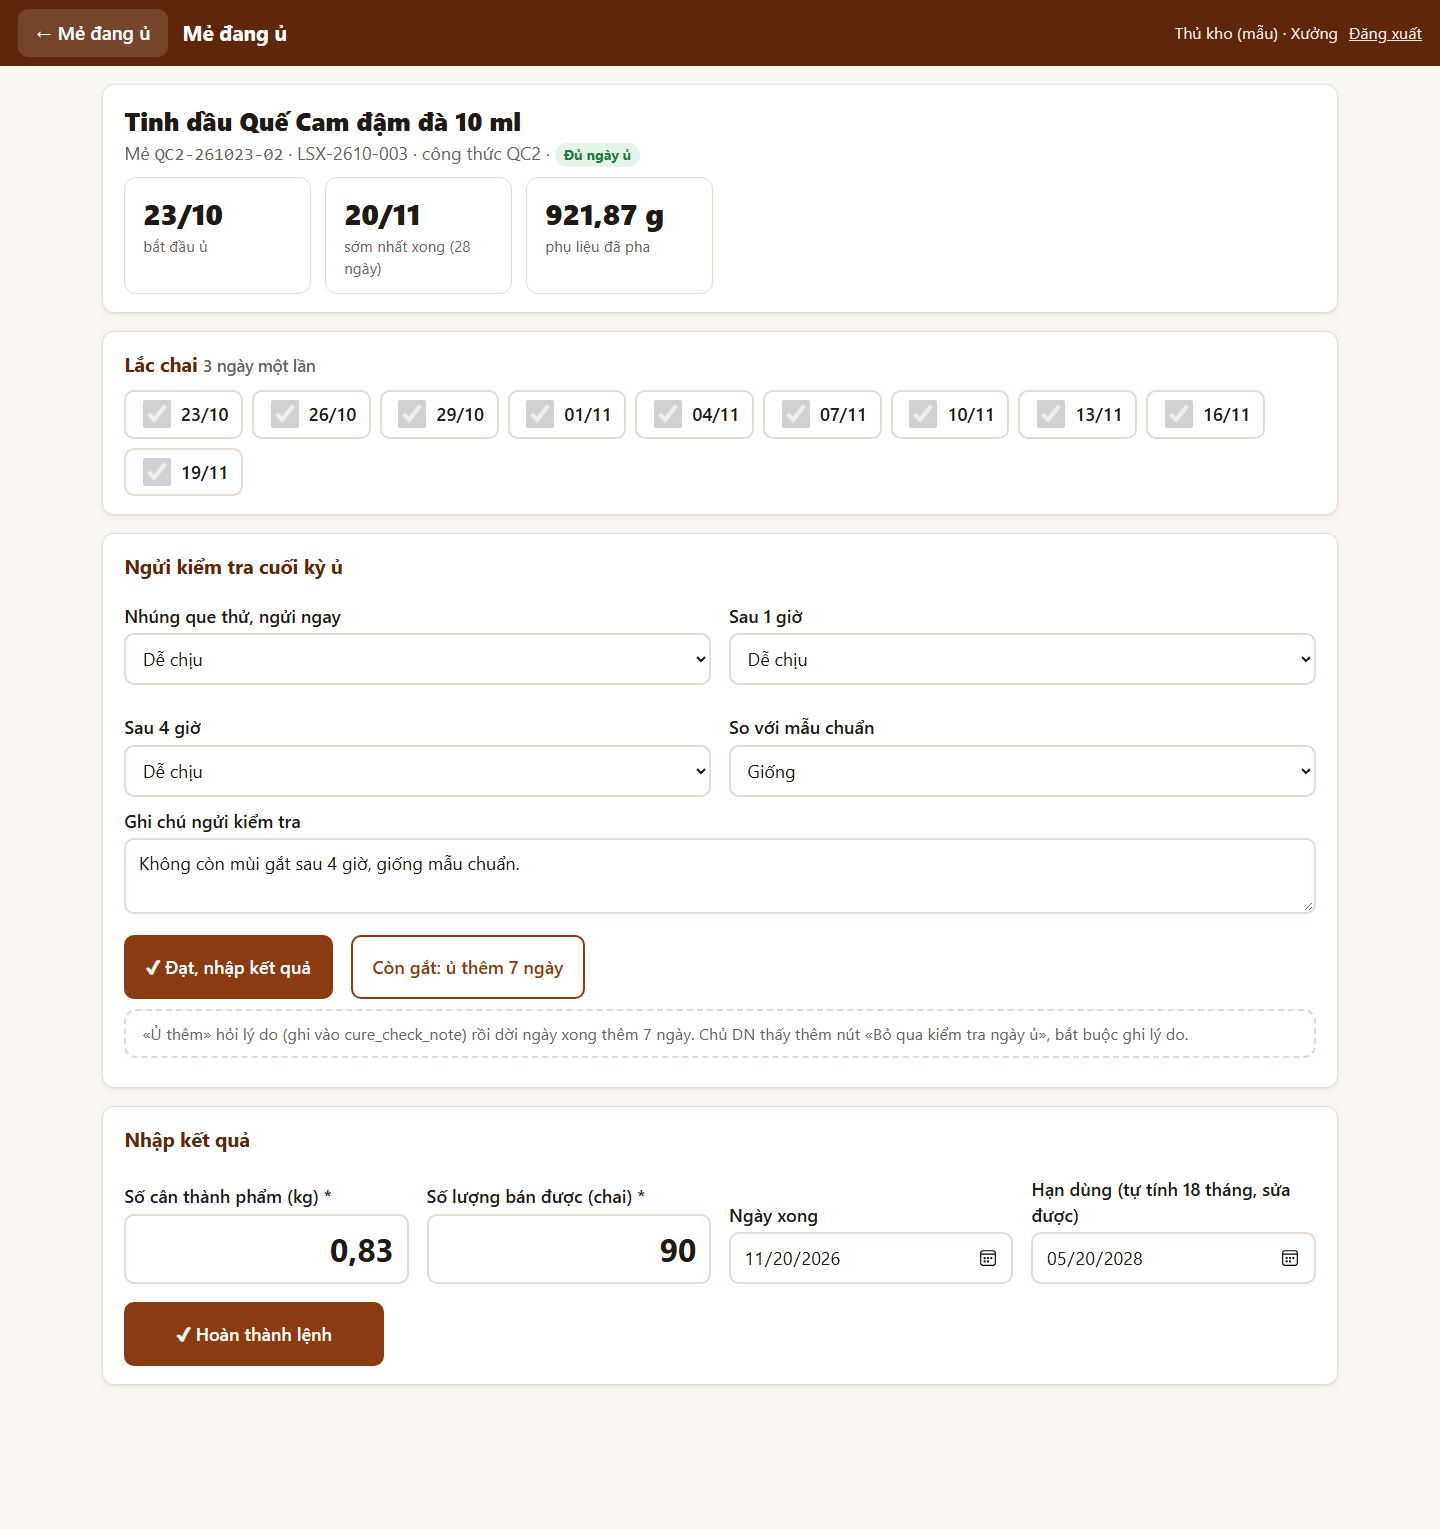 ← Mẻ đang ủ
Mẻ đang ủ
Thủ kho (mẫu) · Xưởng Đăng xuất
Tinh dầu Quế Cam đậm đà 10 ml
Mẻ QC2-261023-02 · LSX-2610-003 · công thức QC2 · Đủ ngày ủ
23/10
bắt đầu ủ
20/11
sớm nhất xong (28
ngày)
921,87 g
phụ liệu đã pha
Lắc chai 3 ngày một lần
23/10
26/10
29/10
01/11
04/11
07/11
10/11
13/11
16/11
19/11
Ngửi kiểm tra cuối kỳ ủ
Nhúng que thử, ngửi ngay
Dễ chịu
Sau 1 giờ
Dễ chịu
Sau 4 giờ
Dễ chịu
So với mẫu chuẩn
Giống
Ghi chú ngửi kiểm tra
Không còn mùi gắt sau 4 giờ, giống mẫu chuẩn.
✔ Đạt, nhập kết quả
Còn gắt: ủ thêm 7 ngày
«Ủ thêm» hỏi lý do (ghi vào cure_check_note) rồi dời ngày xong thêm 7 ngày. Chủ DN thấy thêm nút «Bỏ qua kiểm tra ngày ủ», bắt buộc ghi lý do.
Nhập kết quả
Số cân thành phẩm (kg) *
0,83
Số lượng bán được (chai) *
90
Ngày xong
11/20/2026
Hạn dùng (tự tính 18 tháng, sửa
được)
05/20/2028
✔ Hoàn thành lệnh